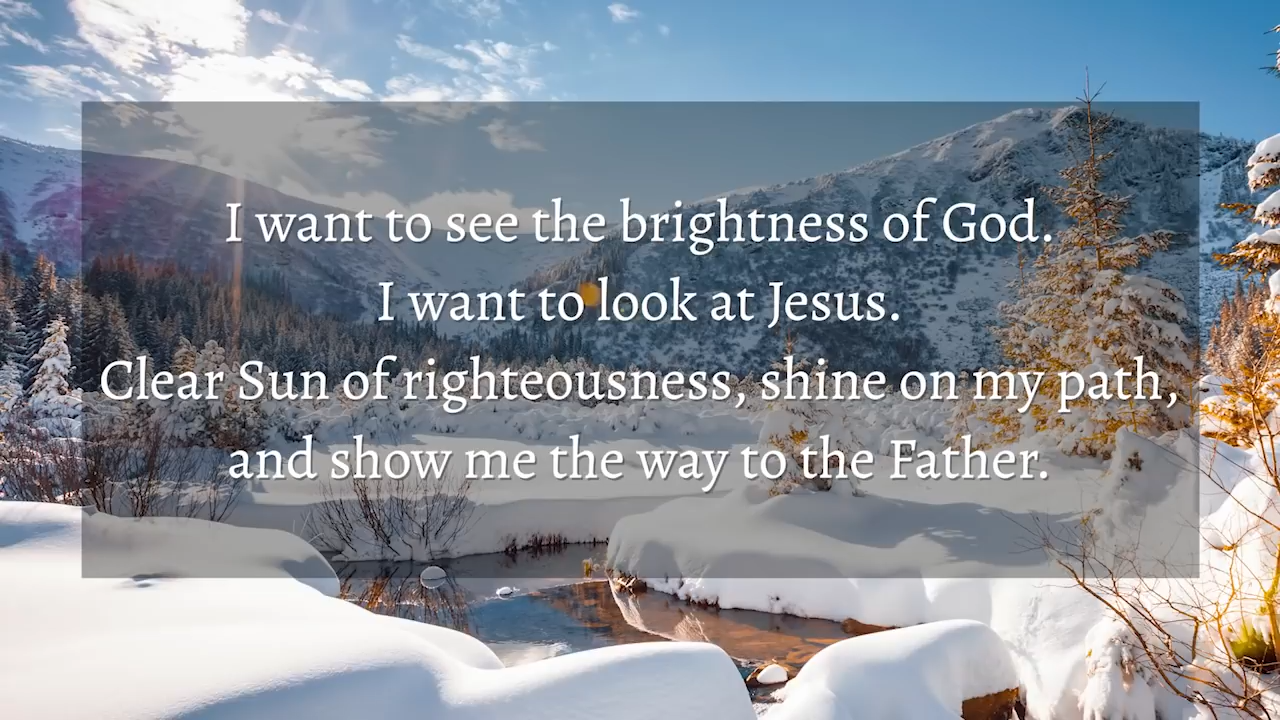 I want to see the brightness of God.
I want to look at Jesus.
Clear Sun of righteousness, shine on my path,
and show me the way to the Father.